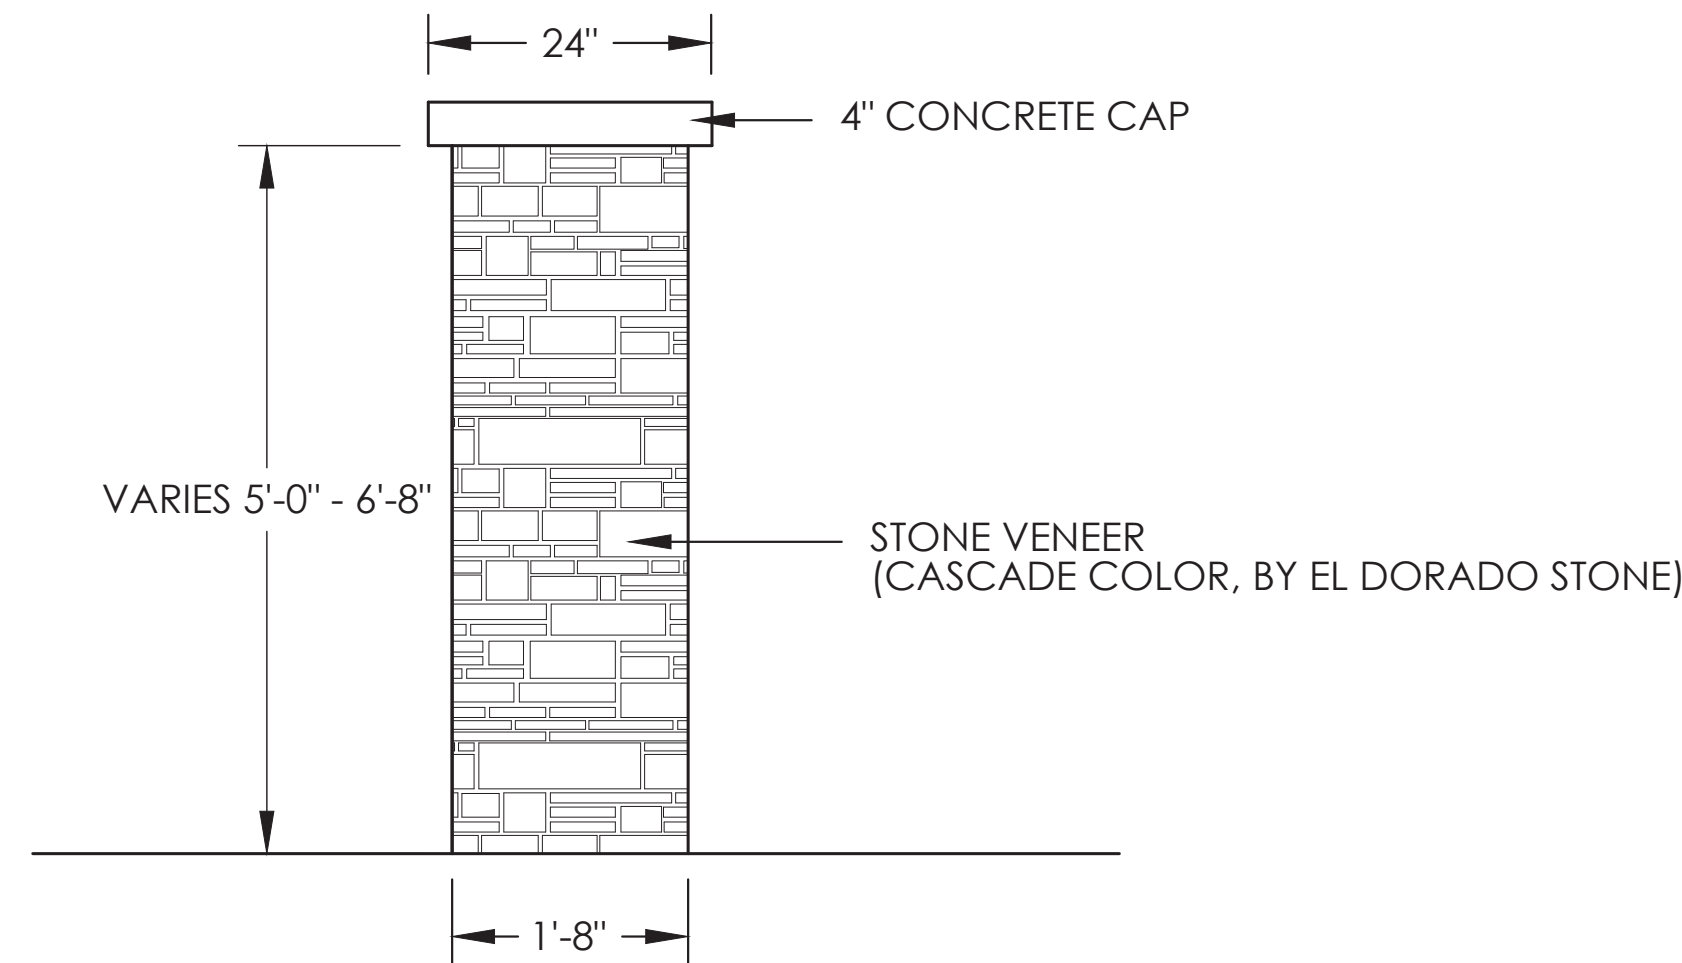 24"
4" CONCRETE CAP
VARIES 5'-0" - 6'-8"
STONE VENEER
(CASCADE COLOR, BY EL DORADO STONE)
1'-8"